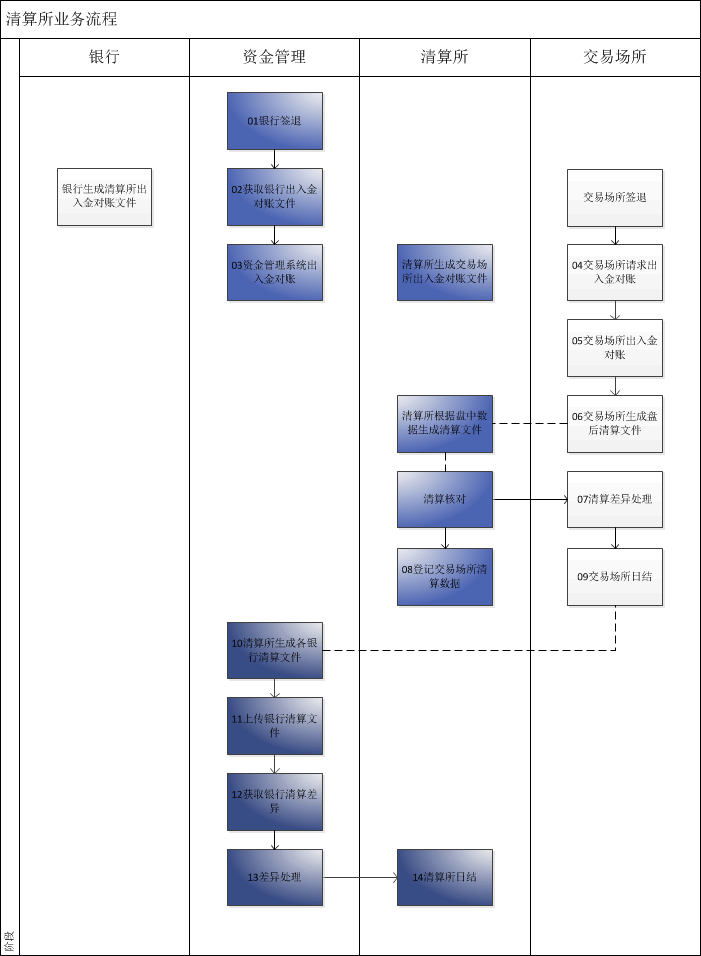 清算所业务流程
银行
资金管理
清算所
交易场所
01银行签退
银行生成清算所出
入金对账文件
02获取银行出入金
对账文件
交易场所签退
03资金管理系统出
入金对账
清算所生成交易场
所出入金对账文件
04交易场所请求出
入金对账
05交易场所出入金
对账
清算所根据盘中数
据生成清算文件
06交易场所生成盘
后清算文件
清算核对
07清算差异处理
08登记交易场所清
算数据
09交易场所日结
10清算所生成各银
行清算文件
11上传银行清算文
件
12获取银行清算差
异
13差异处理
14清算所日结
阶段